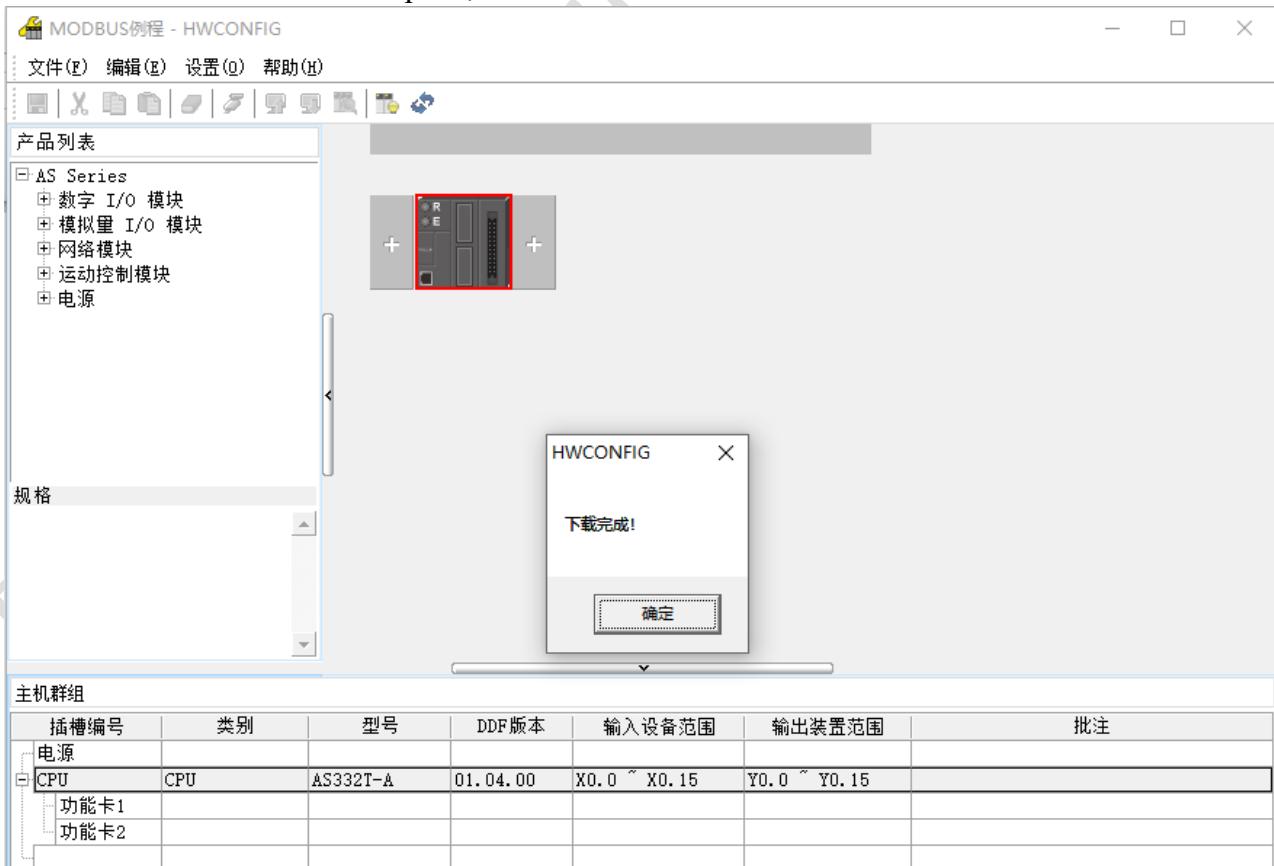 MODBUS例程 - HWCONFIG
文件(F) 编辑(E) 设置(O) 帮助(H)
产品列表
AS Series
数字 I/O 模块
模拟量 I/O 模块
网络模块
运动控制模块
电源
R
E
规格
HWCONFIG
下载完成!
确定
主机群组
插槽编号 类别 型号 DDF版本 输入设备范围 输出装置范围 批注
电源
CPU CPU AS332T-A 01.04.00 X0.0 ~ X0.15 Y0.0 ~ Y0.15
功能卡1
功能卡2